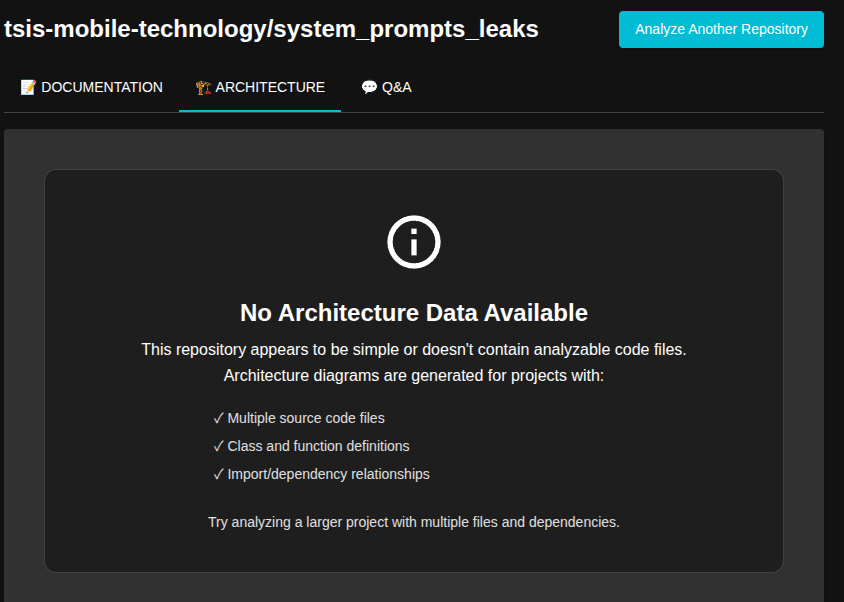 tsis-mobile-technology/system_prompts_leaks
Analyze Another Repository
📝 DOCUMENTATION
🏗️ ARCHITECTURE
💬 Q&A
No Architecture Data Available
This repository appears to be simple or doesn't contain analyzable code files.
Architecture diagrams are generated for projects with:
✓ Multiple source code files
✓ Class and function definitions
✓ Import/dependency relationships
Try analyzing a larger project with multiple files and dependencies.